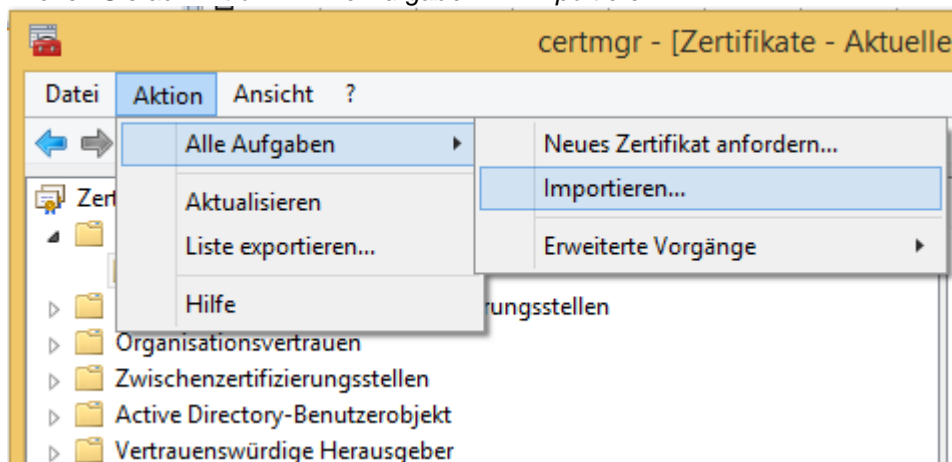 certmgr - [Zertifikate - Aktuelle
Datei Aktion Ansicht ?
Alle Aufgaben
Neues Zertifikat anfordern...
Importieren...
Aktualisieren
Liste exportieren...
Erweiterte Vorgänge
Hilfe
Zert
rungsstellen
Organisationsvertrauen
Zwischenzertifizierungsstellen
Active Directory-Benutzerobjekt
Vertrauenswürdige Herausgeber